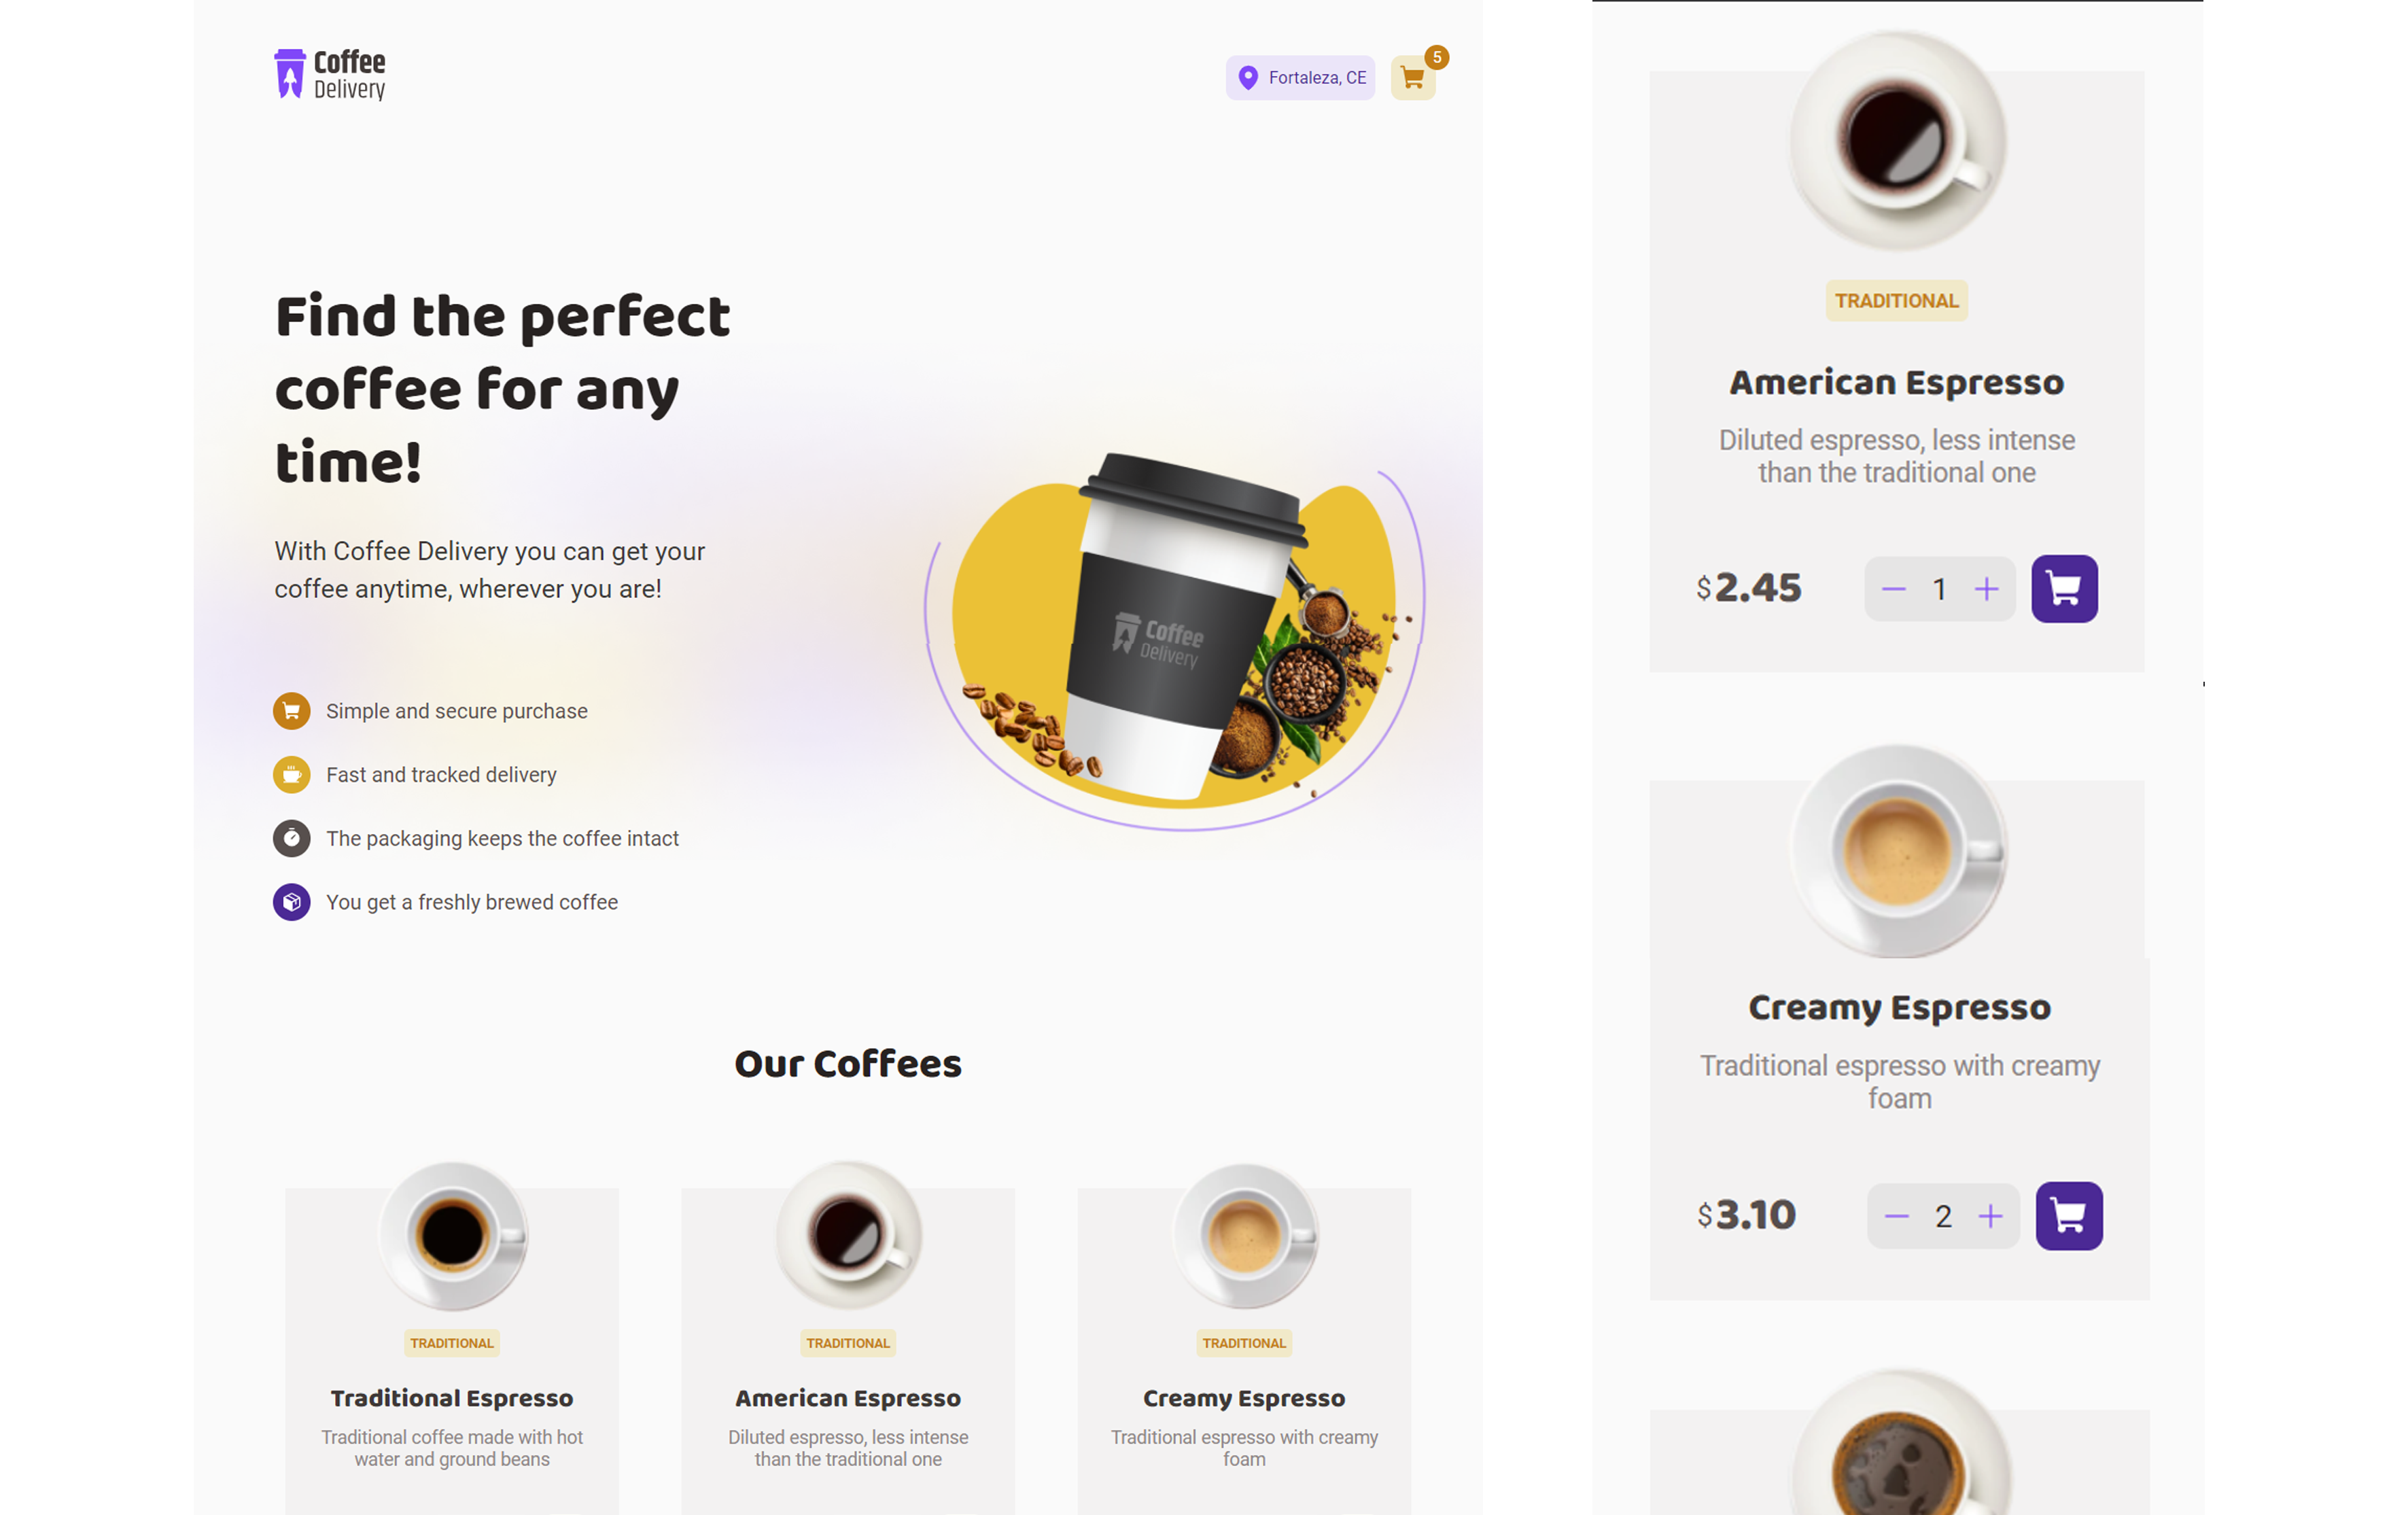 Coffee
Delivery
Fortaleza, CE
5
Find the perfect
coffee for any
time!
With Coffee Delivery you can get your
coffee anytime, wherever you are!
Coffee
Delivery
Simple and secure purchase
Fast and tracked delivery
The packaging keeps the coffee intact
You get a freshly brewed coffee
Our Coffees
TRADITIONAL
Traditional Espresso
Traditional coffee made with hot
water and ground beans
TRADITIONAL
American Espresso
Diluted espresso, less intense
than the traditional one
TRADITIONAL
Creamy Espresso
Traditional espresso with creamy
foam
TRADITIONAL
American Espresso
Diluted espresso, less intense
than the traditional one
$2.45
1
Creamy Espresso
Traditional espresso with creamy
foam
$3.10
2